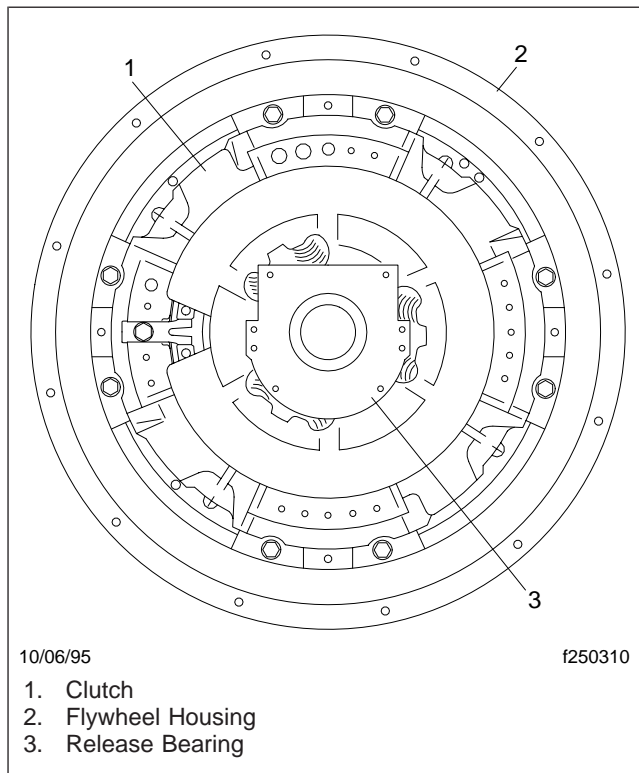 1
2
3
10/06/95 f250310
1. Clutch
2. Flywheel Housing
3. Release Bearing